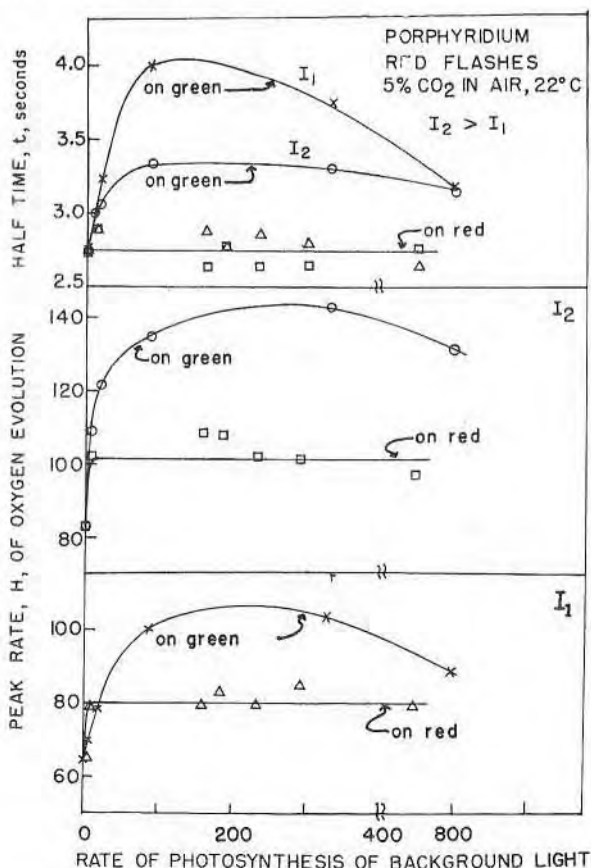 PORPHYRIDIUM
RED FLASHES
5% CO2 IN AIR, 22°C
I2 > I1
HALF TIME, t, seconds
4.0
3.5
3.0
2.5
I1
on green
I2
on green
on red
PEAK RATE, H, OF OXYGEN EVOLUTION
140
120
100
80
I2
on green
on red
100
80
60
I1
on green
on red
0
200
400
800
RATE OF PHOTOSYNTHESIS OF BACKGROUND LIGHT